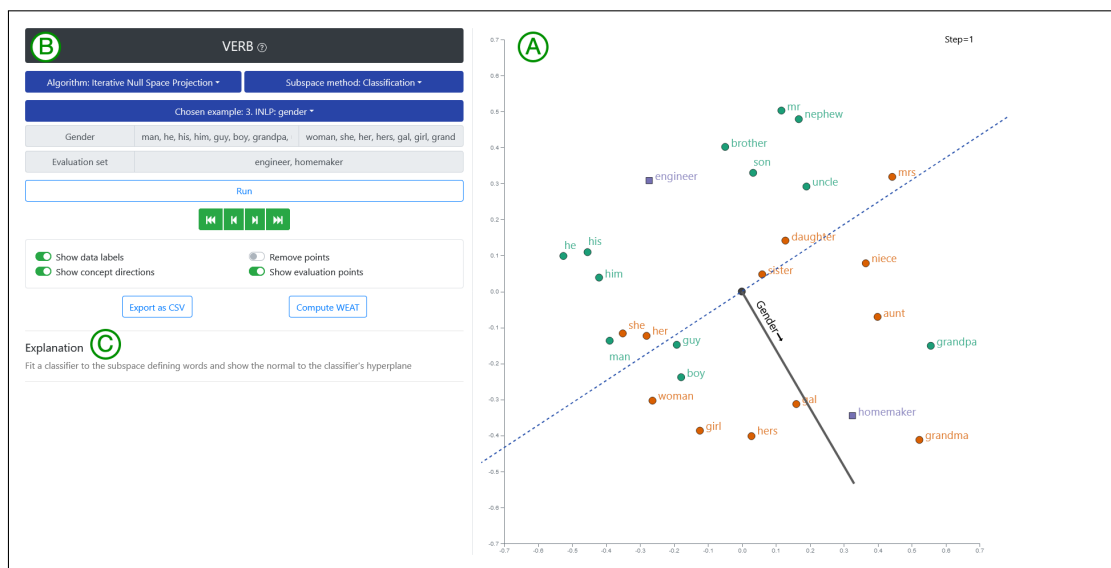 B
VERB ?
Algorithm: Iterative Null Space Projection
Subspace method: Classification
Chosen example: 3. INLP: gender
Gender man, he, his, him, guy, boy, grandpa, woman, she, her, hers, gal, girl, grand
Evaluation set engineer, homemaker
Run
Show data labels
Remove points
Show concept directions
Show evaluation points
Export as CSV
Compute WEAT
Explanation
C
Fit a classifier to the subspace defining words and show the normal to the classifier's hyperplane
A
Step=1
0.7
0.6
0.5
0.4
0.3
0.2
0.1
0.0
-0.1
-0.2
-0.3
-0.4
-0.5
-0.6
-0.7
mr
nephew
brother
son
engineer
uncle
mrs
daughter
he
his
niece
sister
him
Gender→
aunt
she
her
man
guy
grandpa
boy
woman
gal
homemaker
girl
hers
grandma
-0.7 -0.6 -0.5 -0.4 -0.3 -0.2 -0.1 0.0 0.1 0.2 0.3 0.4 0.5 0.6 0.7